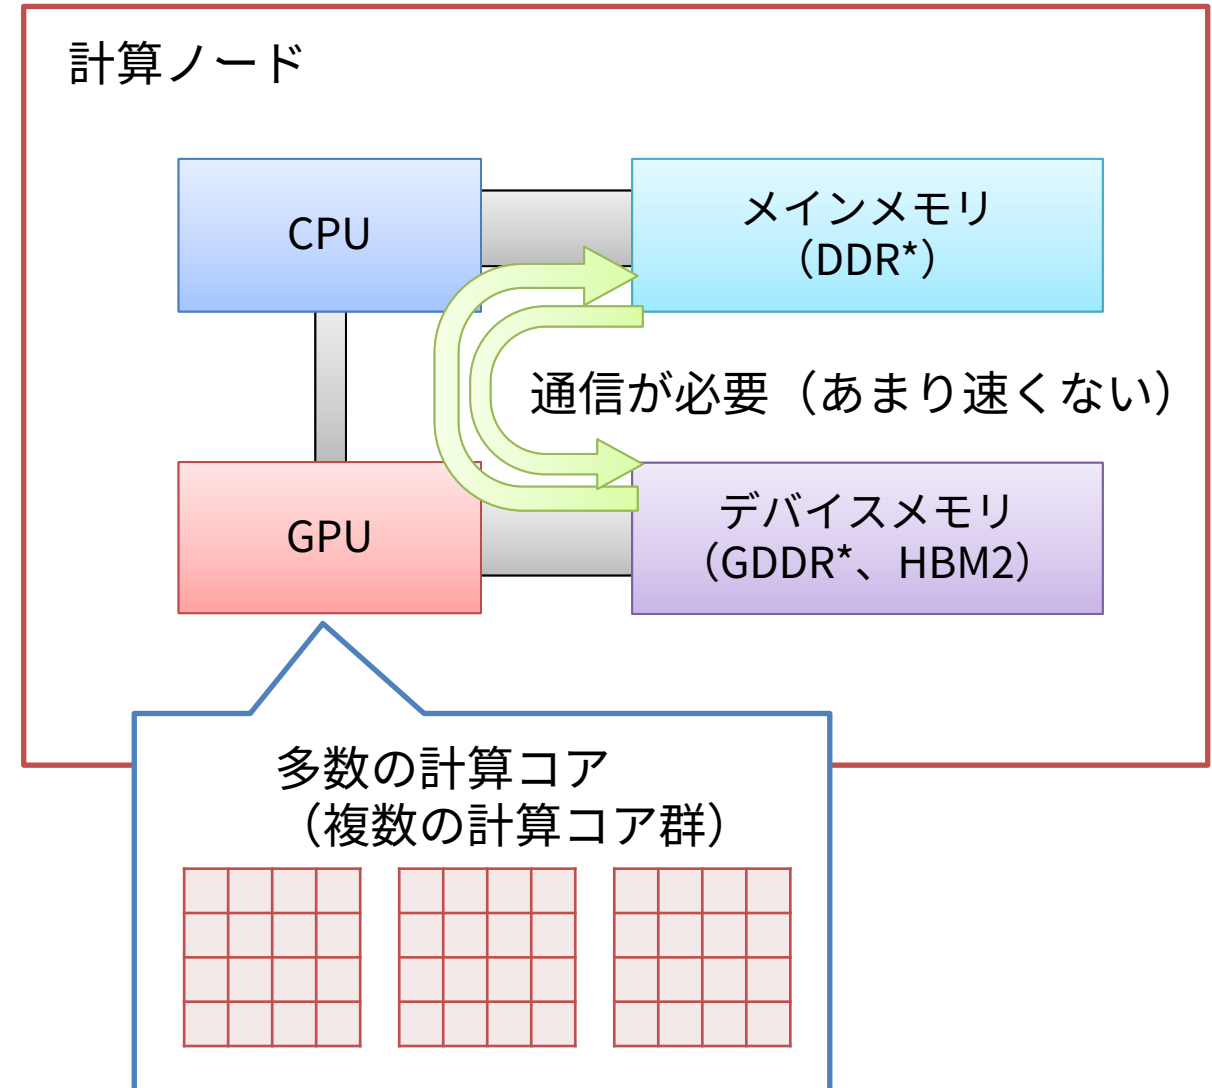 計算ノード
CPU
メインメモリ
（DDR*）
通信が必要（あまり速くない）
GPU
デバイスメモリ
（GDDR*、HBM2）
多数の計算コア
（複数の計算コア群）